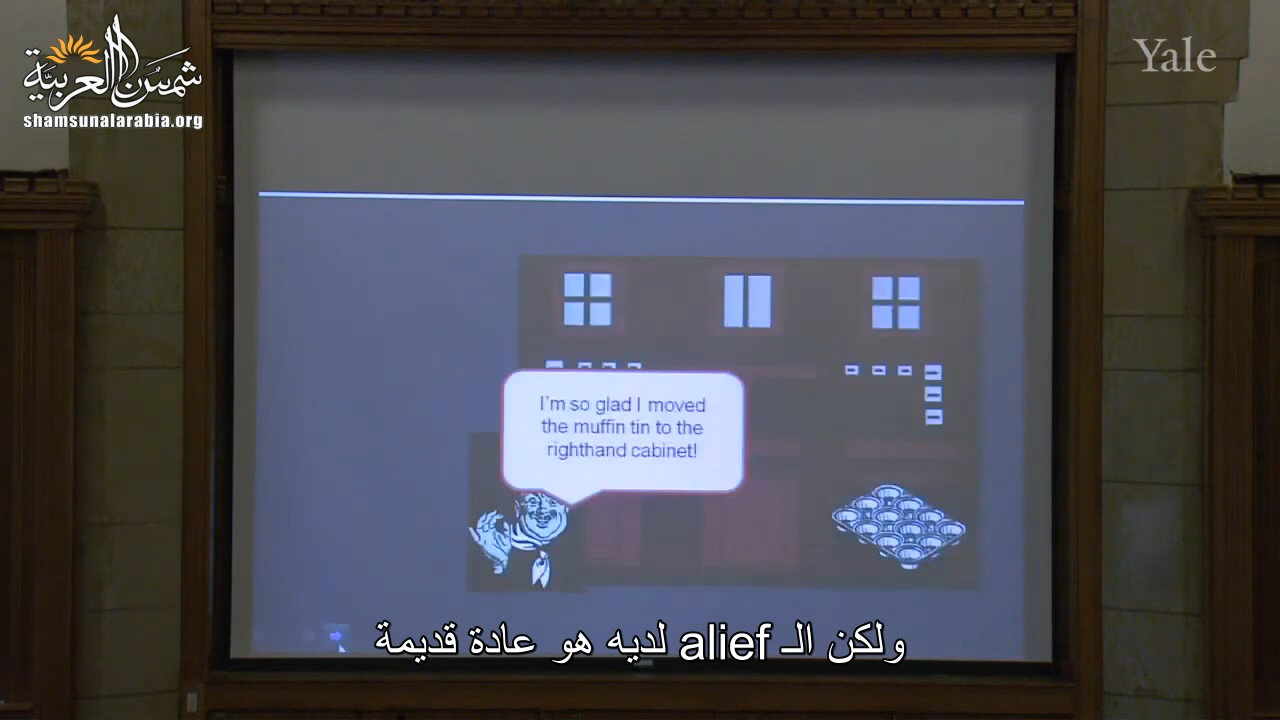 شمس العربية
shamsunalarabia.org
Yale
I'm so glad I moved
the muffin tin to the
righthand cabinet!
ولكن الـ alief لديه هو عادة قديمة